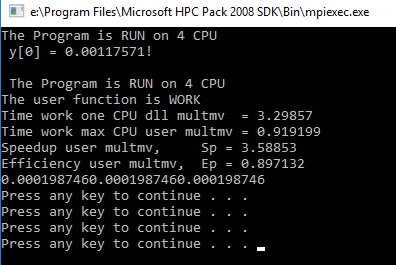 e:\Program Files\Microsoft HPC Pack 2008 SDK\Bin\mpiexec.exe
The Program is RUN on 4 CPU
y[0] = 0.00117571!
The Program is RUN on 4 CPU
The user function is WORK
Time work one CPU dll multmv  = 3.29857
Time work max CPU user multmv = 0.919199
Speedup user multmv,     Sp = 3.58853
Efficiency user multmv,  Ep = 0.897132
0.0001987460.0001987460.000198746
Press any key to continue . . .
Press any key to continue . . .
Press any key to continue . . .
Press any key to continue . . .